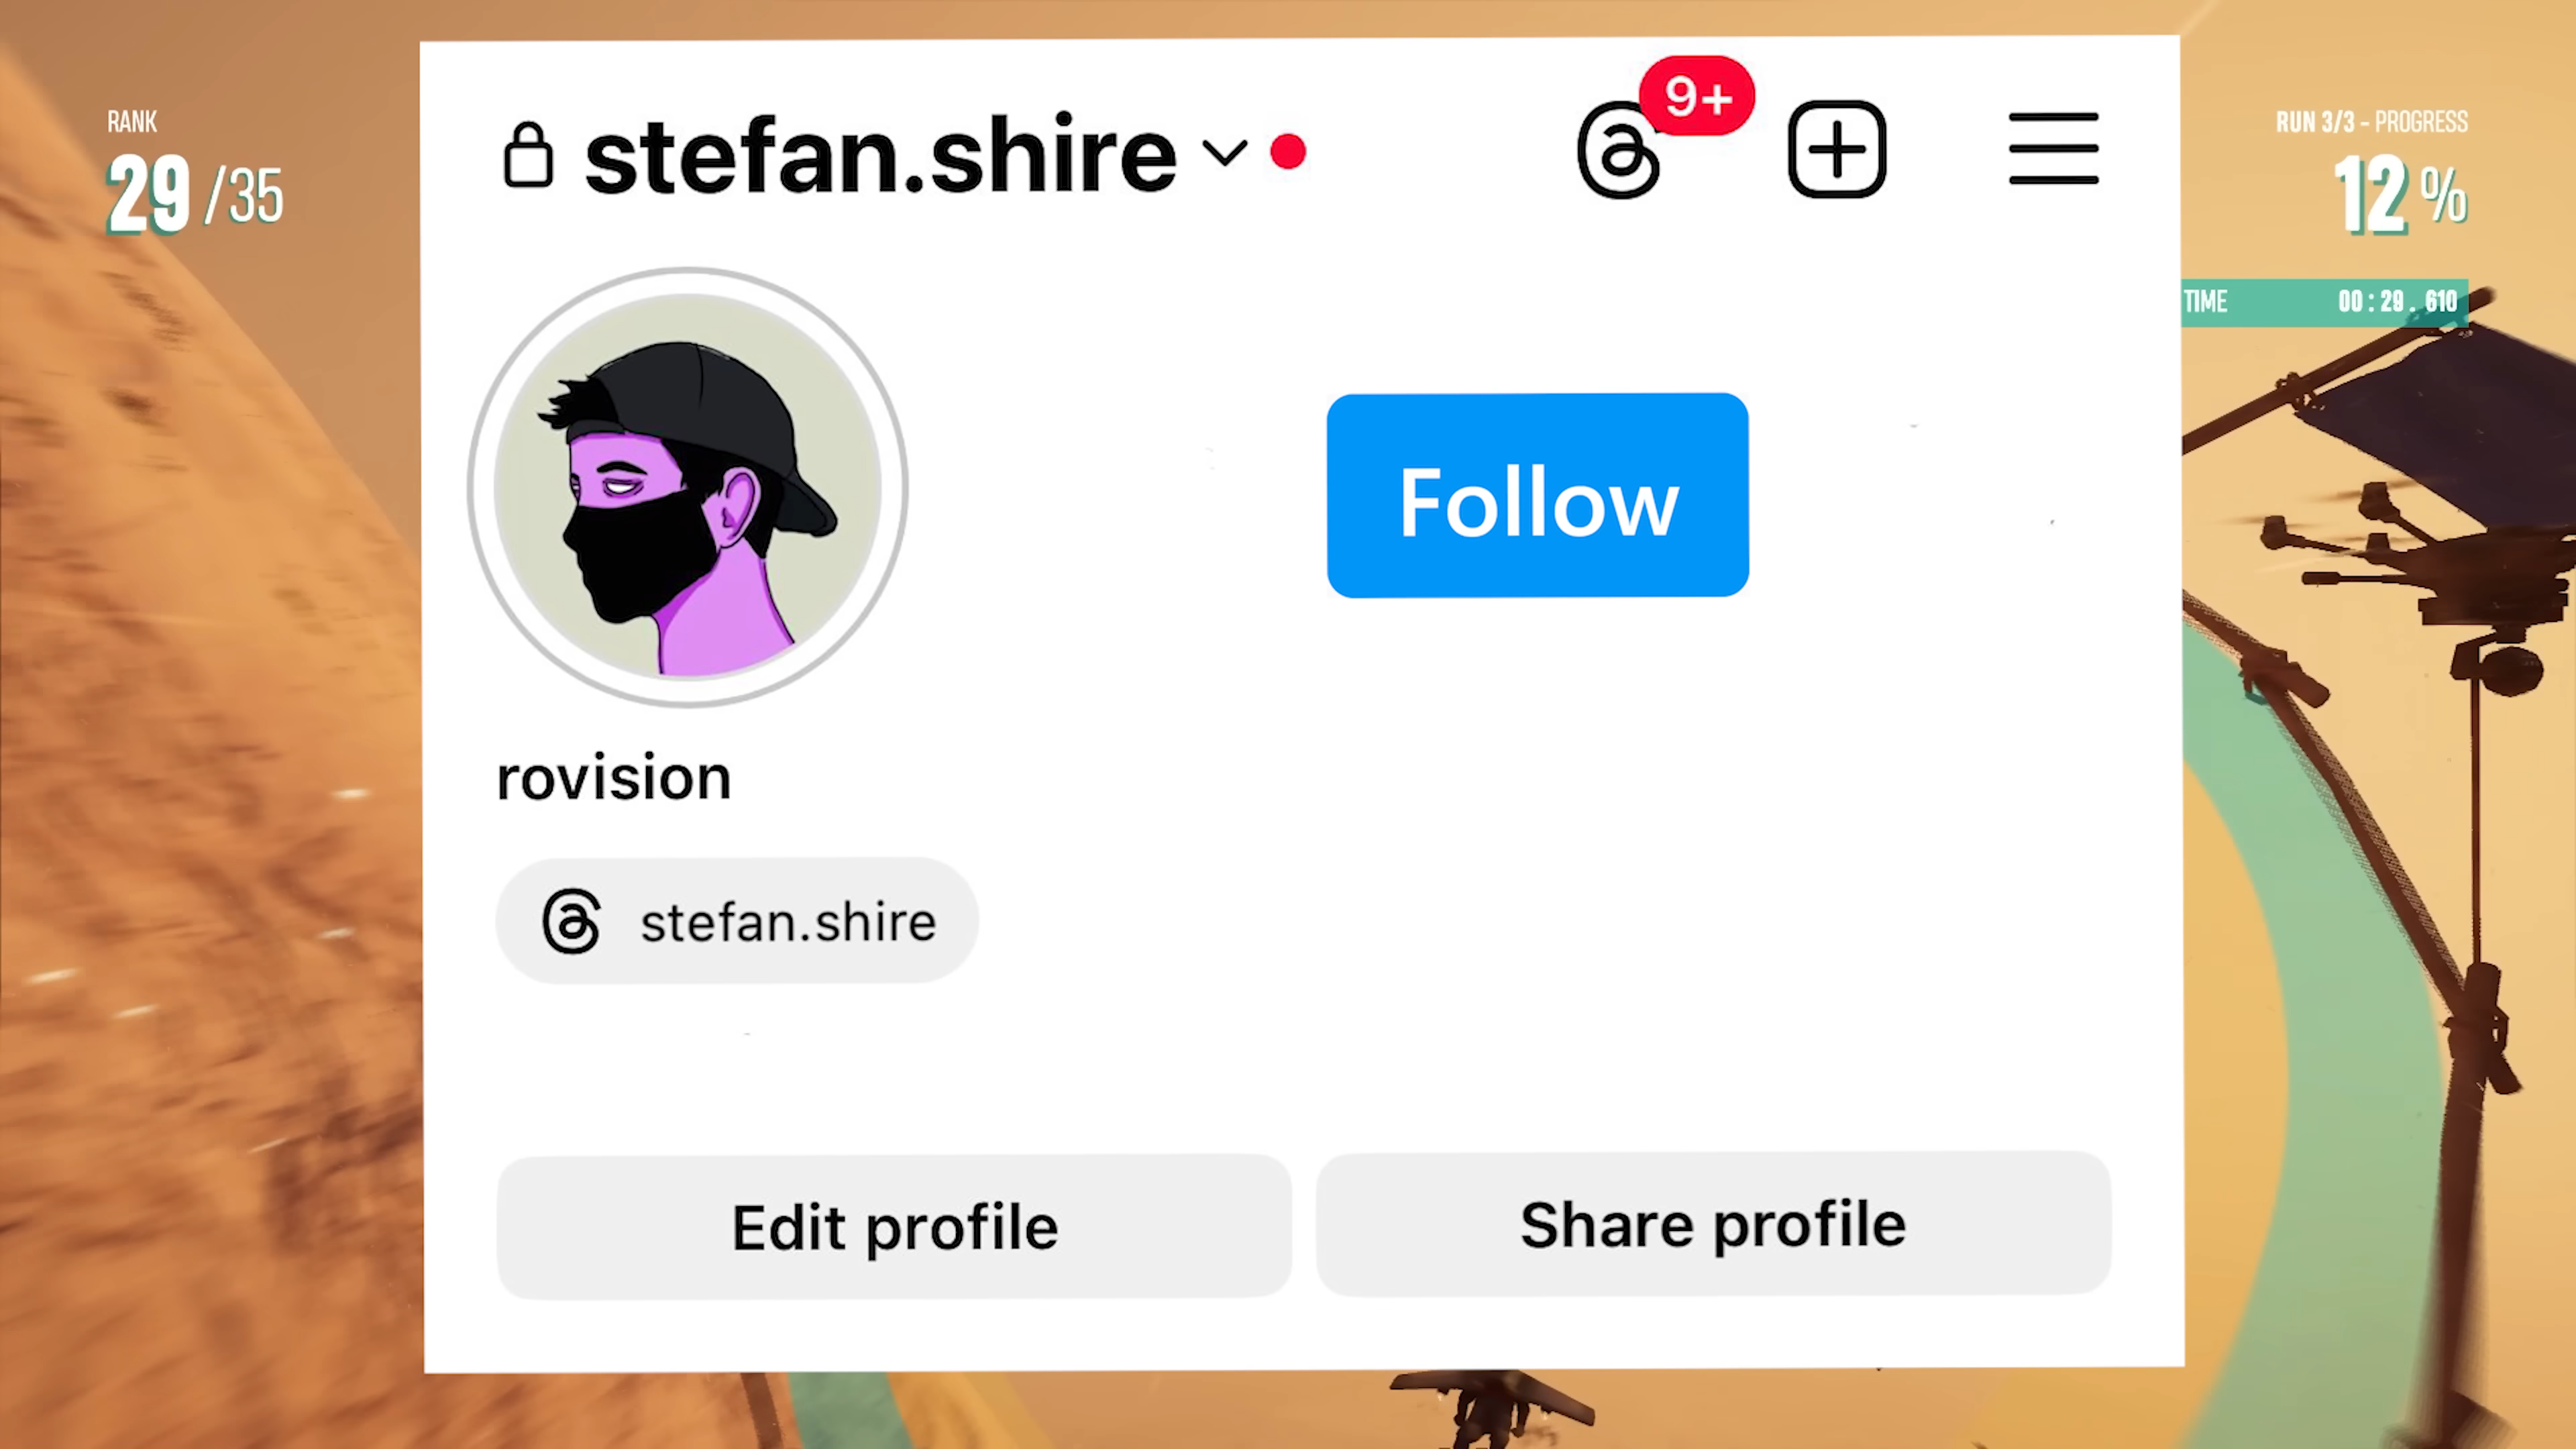 RANK
29 /35
stefan.shire
9+
RUN 3/3 - PROGRESS
12 %
TIME 00 : 29 . 610
Follow
rovision
stefan.shire
Edit profile
Share profile